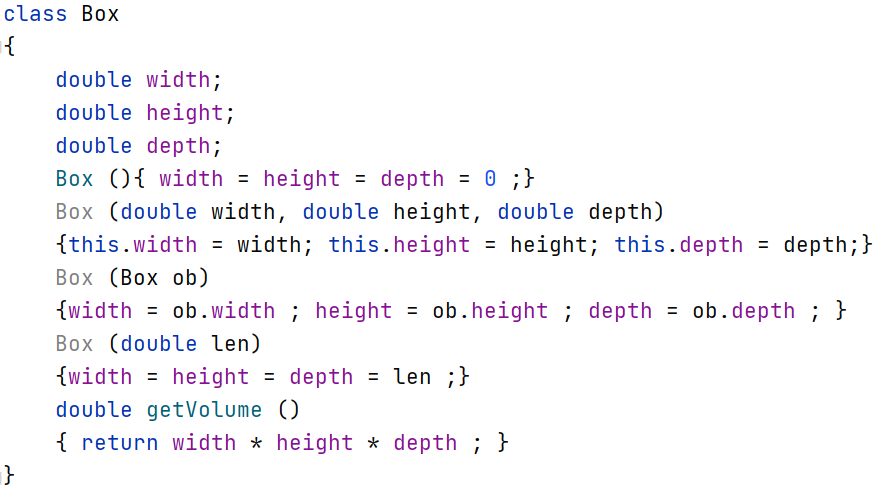 class Box
{
    double width;
    double height;
    double depth;
    Box (){ width = height = depth = 0 ;}
    Box (double width, double height, double depth)
    {this.width = width; this.height = height; this.depth = depth;}
    Box (Box ob)
    {width = ob.width ; height = ob.height ; depth = ob.depth ; }
    Box (double len)
    {width = height = depth = len ;}
    double getVolume ()
    { return width * height * depth ; }
}